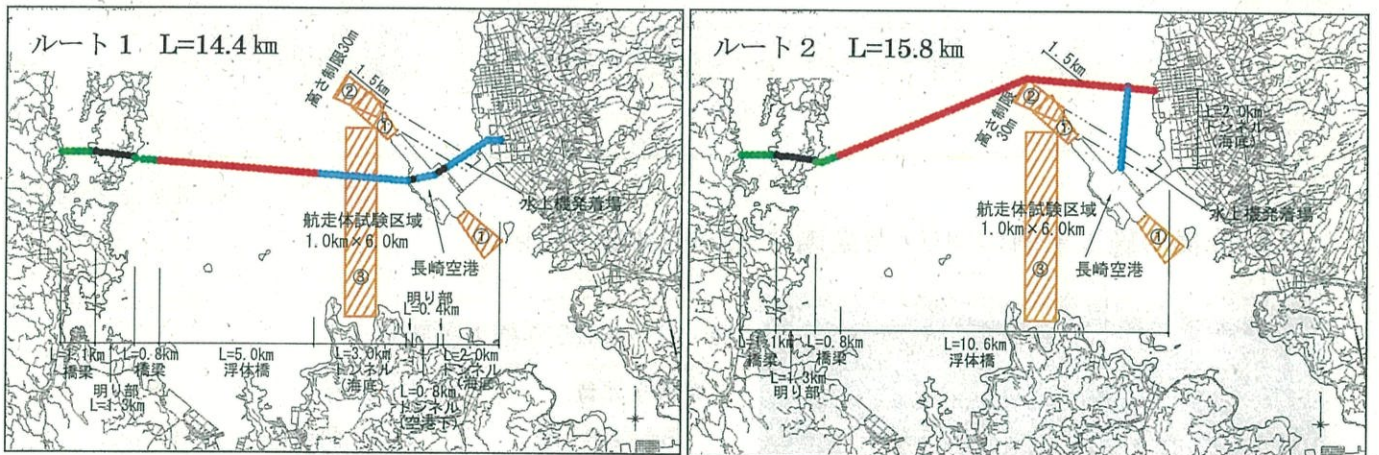 ルート1 L=14.4km
高さ制限30m
1.5km
②
①
航走体試験区域
1.0km×6.0km
水上機発着場
①
長崎空港
③
明り部
L=0.4km
L=1.1km
橋梁
明り部
L=1.3km
L=0.8km
橋梁
L=5.0km
浮体橋
L=3.0km
トンネル
(海底)
L=0.8km
トンネル
(空港下)
L=2.0km
トンネル
(海底)
ルート2 L=15.8km
1.5km
高さ制限
30m
②
①
L=2.0km
トンネル
(海底)
水上機発着場
航走体試験区域
1.0km×6.0km
①
長崎空港
③
L=1.1km
橋梁
明り部
L=1.3km
L=0.8km
橋梁
L=10.6km
浮体橋